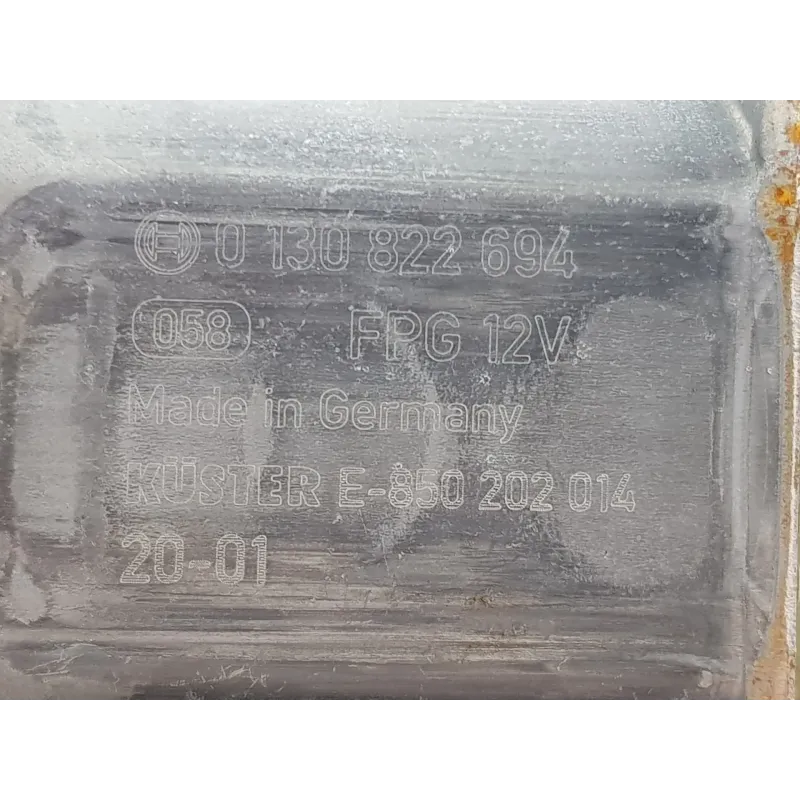 0 130 822 694
058 FPG 12V
Made in Germany
KÜSTER E-850 202 014
20-01